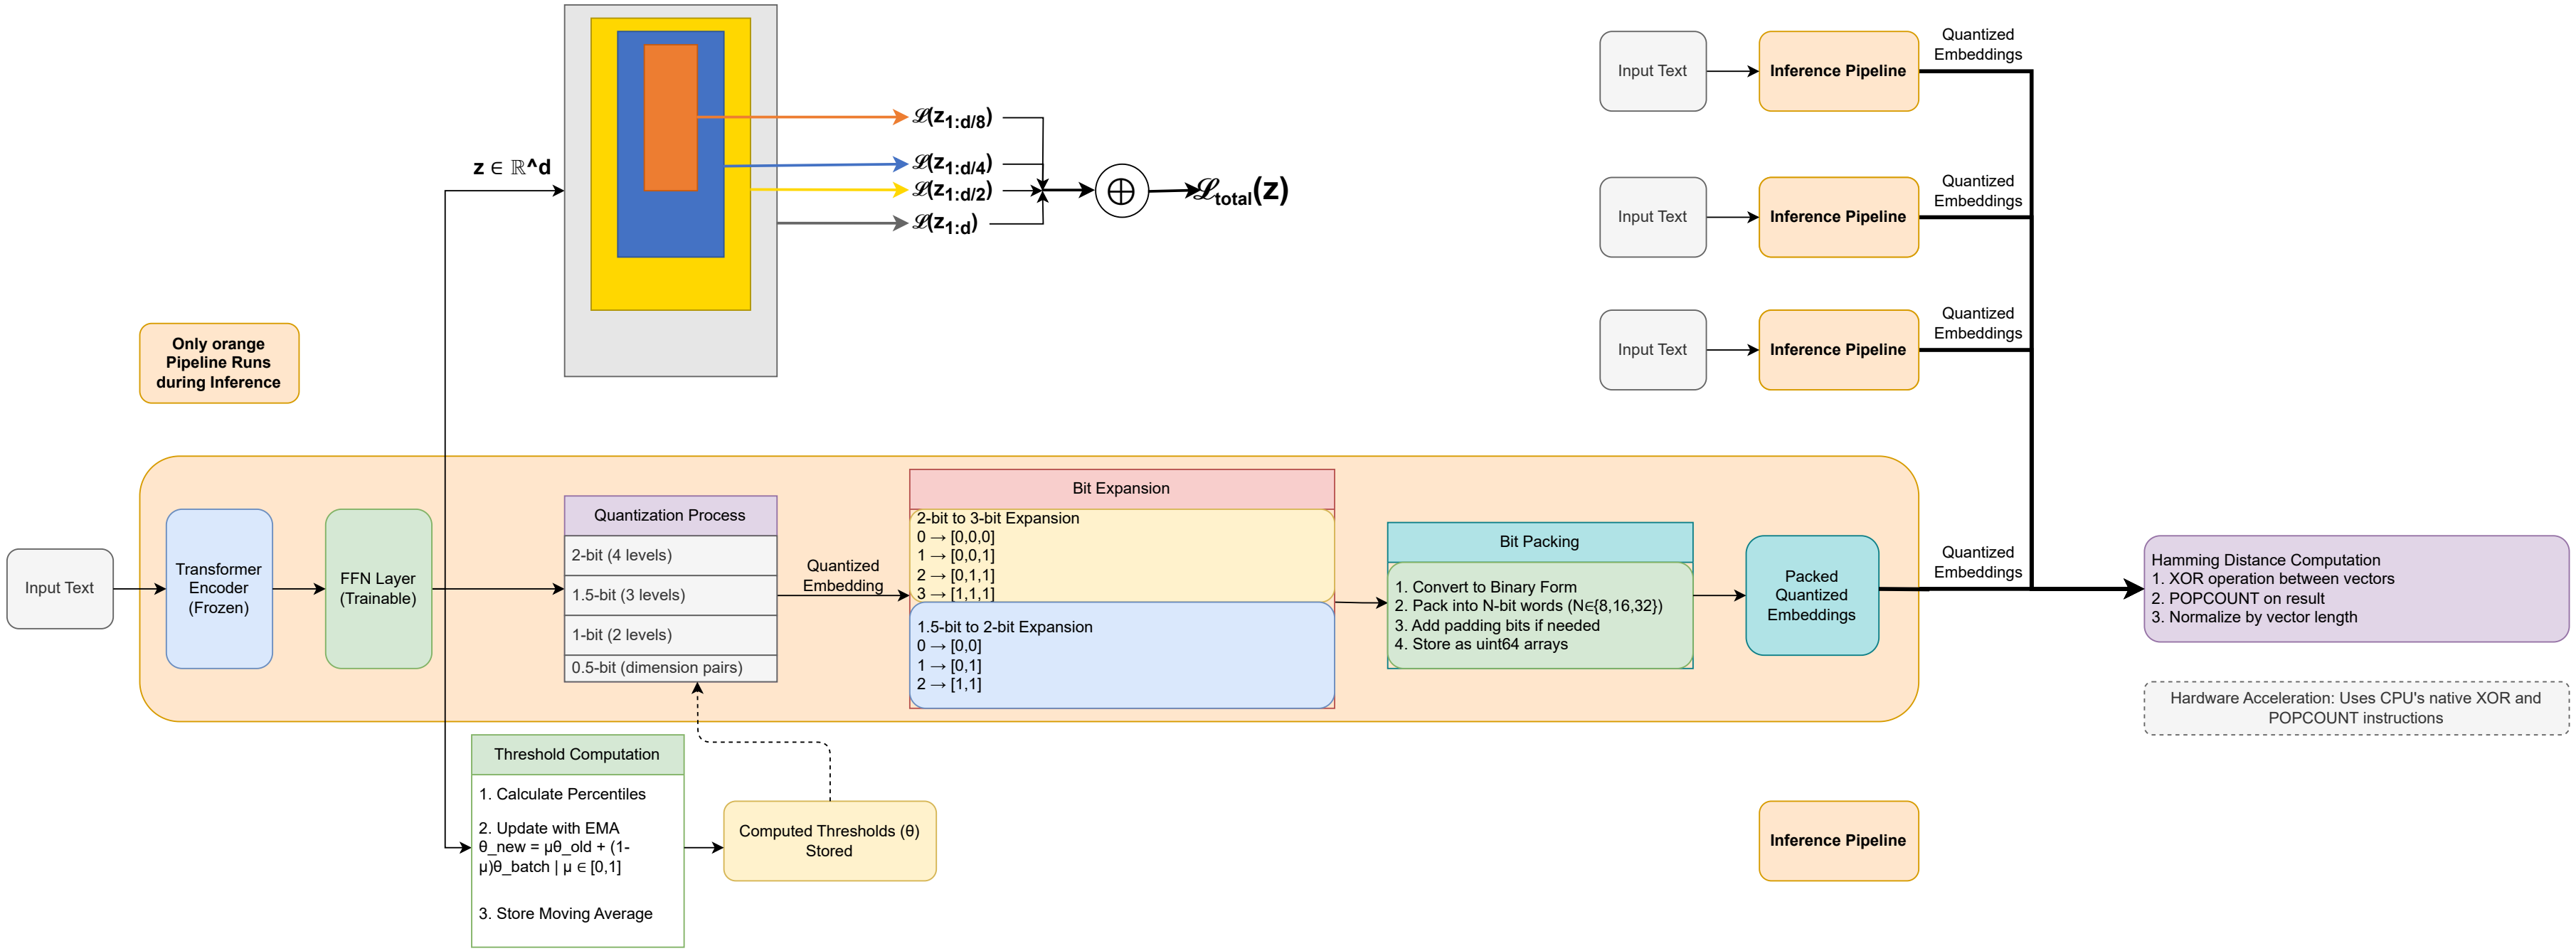 z ∈ ℝ^d
ℒ(z1:d/8)
ℒ(z1:d/4)
ℒ(z1:d/2)
ℒ(z1:d)
ℒtotal(z)
Input Text
Inference Pipeline
Quantized
Embeddings
Input Text
Inference Pipeline
Quantized
Embeddings
Input Text
Inference Pipeline
Quantized
Embeddings
Only orange
Pipeline Runs
during Inference
Input Text
Transformer
Encoder
(Frozen)
FFN Layer
(Trainable)
Quantization Process
2-bit (4 levels)
1.5-bit (3 levels)
1-bit (2 levels)
0.5-bit (dimension pairs)
Quantized
Embedding
Bit Expansion
2-bit to 3-bit Expansion
0 → [0,0,0]
1 → [0,0,1]
2 → [0,1,1]
3 → [1,1,1]
1.5-bit to 2-bit Expansion
0 → [0,0]
1 → [0,1]
2 → [1,1]
Bit Packing
1. Convert to Binary Form
2. Pack into N-bit words (N∈{8,16,32})
3. Add padding bits if needed
4. Store as uint64 arrays
Packed
Quantized
Embeddings
Quantized
Embeddings
Hamming Distance Computation
1. XOR operation between vectors
2. POPCOUNT on result
3. Normalize by vector length
Hardware Acceleration: Uses CPU's native XOR and
POPCOUNT instructions
Threshold Computation
1. Calculate Percentiles
2. Update with EMA
θ_new = μθ_old + (1-
μ)θ_batch | μ ∈ [0,1]
3. Store Moving Average
Computed Thresholds (θ)
Stored
Inference Pipeline